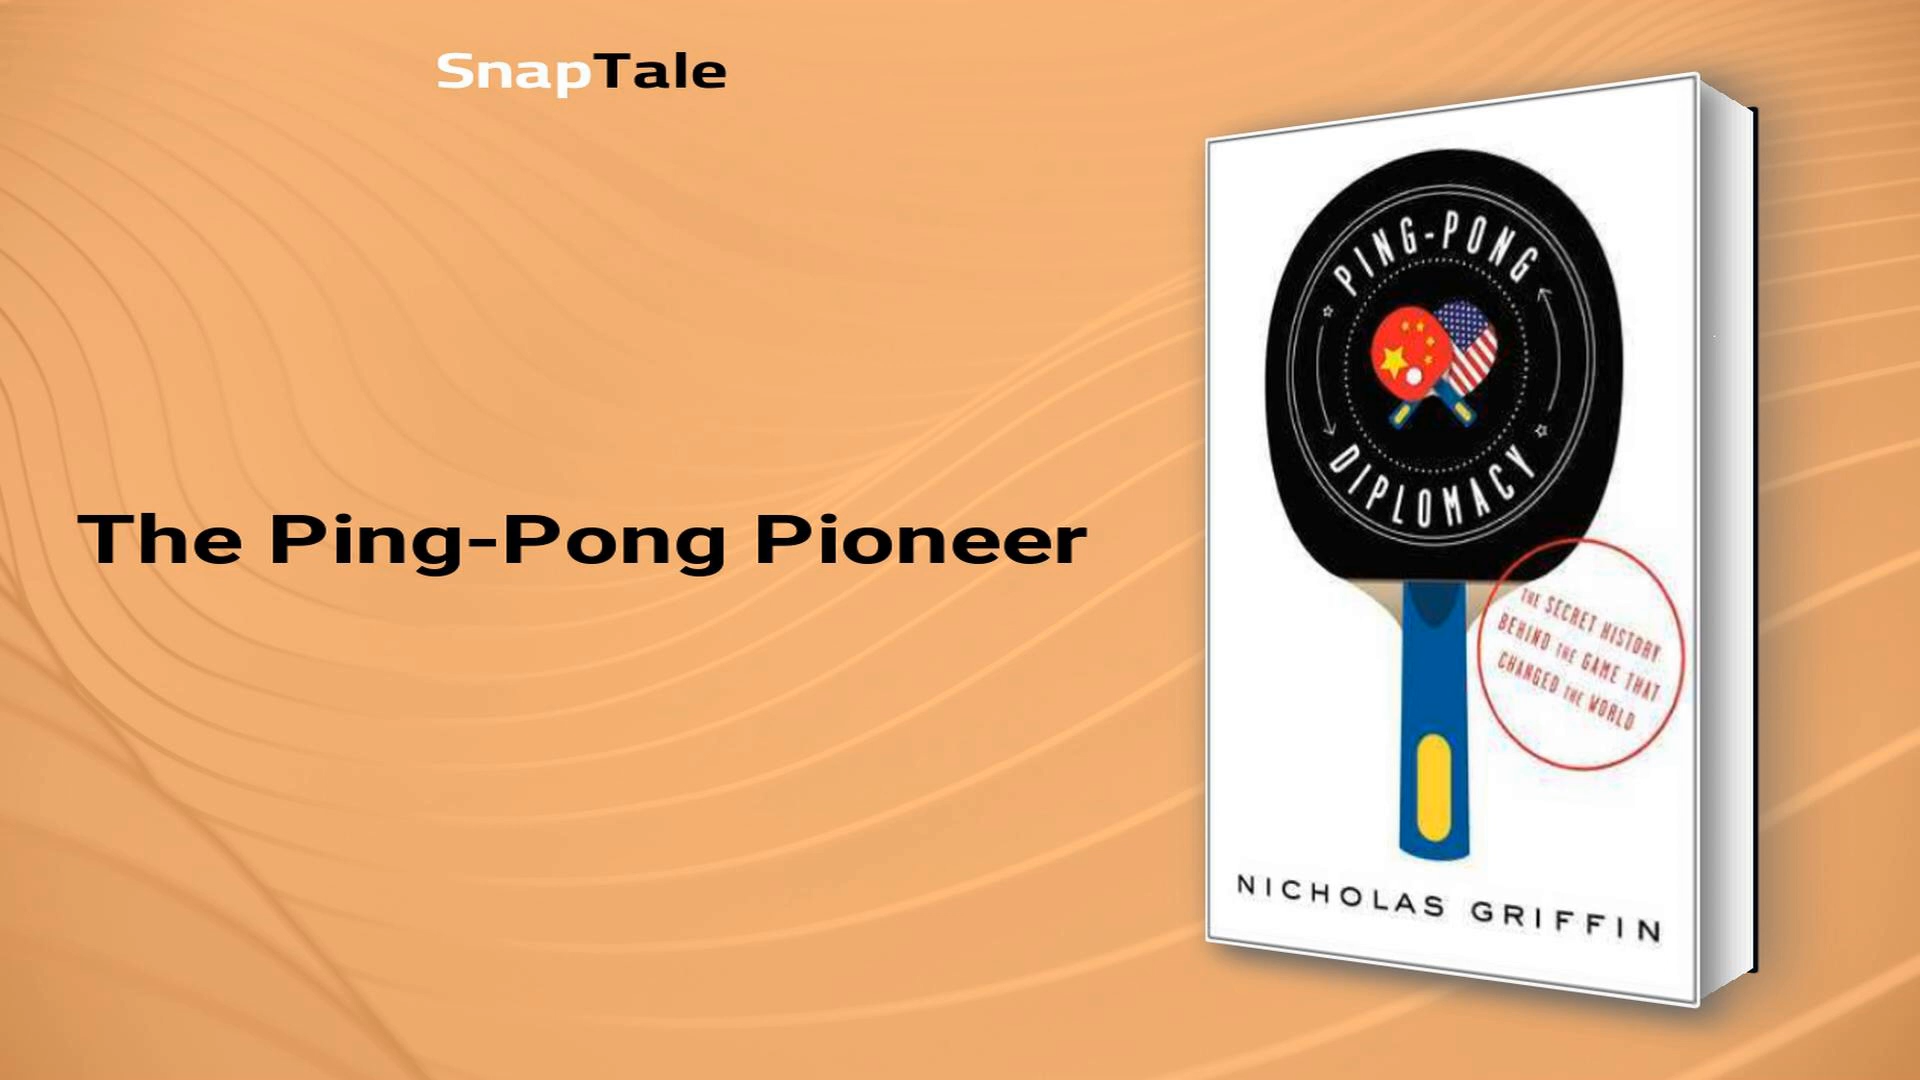 SnapTale
The Ping-Pong Pioneer
PING-PONG
DIPLOMACY
THE SECRET HISTORY
BEHIND THE GAME THAT
CHANGED THE WORLD
NICHOLAS GRIFFIN